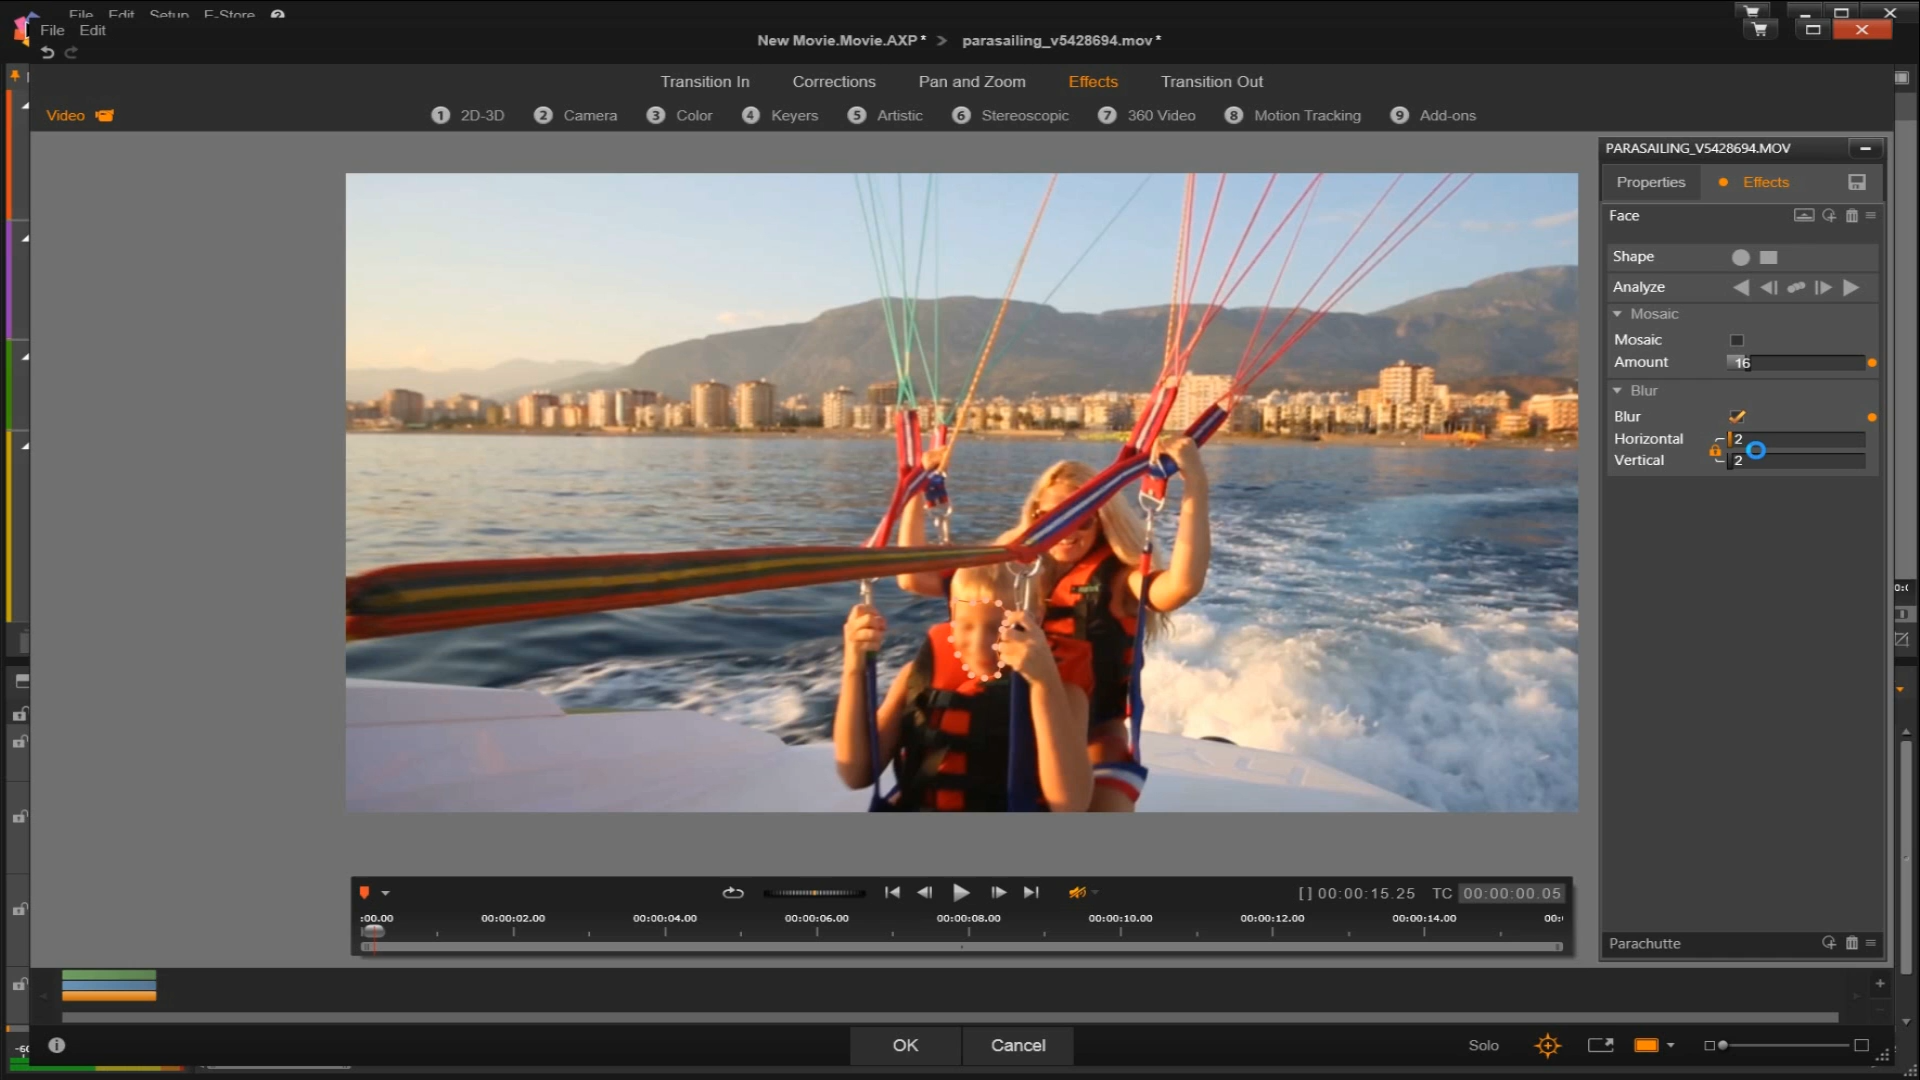 File Edit Setup E-Store ?
File Edit
New Movie.Movie.AXP * > parasailing_v5428694.mov *
Transition In Corrections Pan and Zoom Effects Transition Out
Video 1 2D-3D 2 Camera 3 Color 4 Keyers 5 Artistic 6 Stereoscopic 7 360 Video 8 Motion Tracking 9 Add-ons
PARASAILING_V5428694.MOV
Properties Effects
Face
Shape
Analyze
Mosaic
Mosaic
Amount 16
Blur
Blur
Horizontal 2
Vertical 2
[ ] 00:00:15.25 TC 00:00:00.05
:00.00 00:00:02.00 00:00:04.00 00:00:06.00 00:00:08.00 00:00:10.00 00:00:12.00 00:00:14.00 00:
Parachutte
-60
OK Cancel Solo